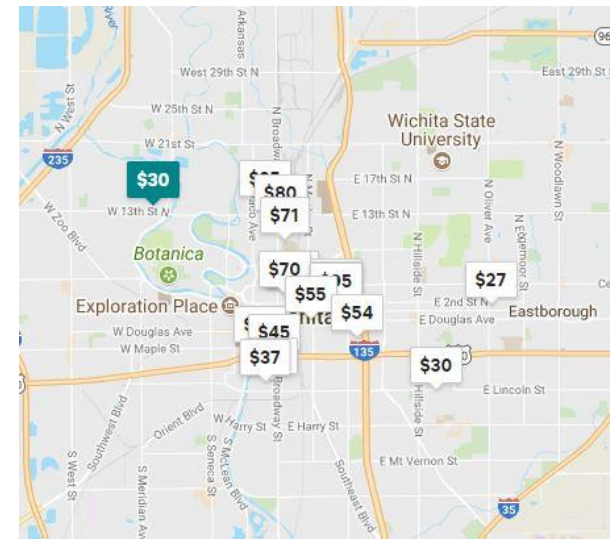 Arkansas
96
West 29th St N
East 29th St N
N West St
W 25th St N
N Broadway
Wichita State
University
W 21st St
235
N Woodlawn St
$30
$80
E 17th St N
N Oliver Ave
W 13th St N
$71
E 13th St N
W Zoo Blvd
N Hillside St
N Edgemoor St
Botanica
$70
$27
$55
Exploration Place
$54
E 2nd St N
Eastborough
W Douglas Ave
$45
E Douglas Ave
W Maple St
$37
135
$30
Broadway St
E Lincoln St
Southwest Blvd
Orient Blvd
W Harry St
E Harry St
Hillside St
S West St
S Meridian Av
S Seneca St
S McLean Blvd
Southeast Blvd
E Mt Vernon St
35